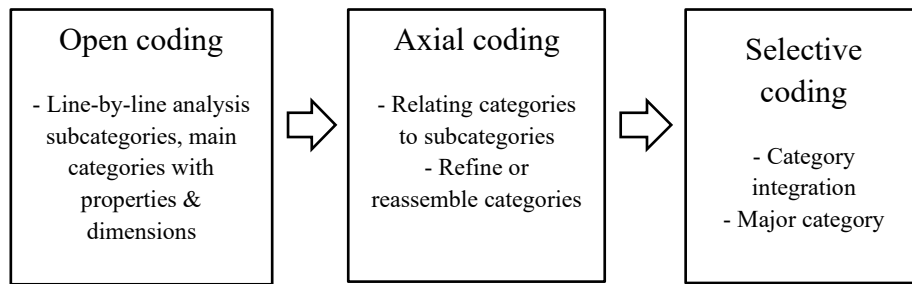 Open coding
- Line-by-line analysis
subcategories, main
categories with
properties &
dimensions
Axial coding
- Relating categories
to subcategories
- Refine or
reassemble categories
Selective
coding
- Category
integration
- Major category